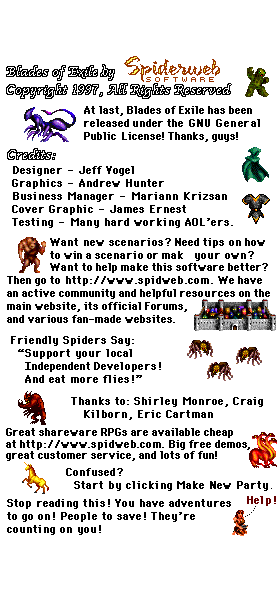 Blades of Exile by Spiderweb
SOFTWARE
Copyright 1997, All Rights Reserved
At last, Blades of Exile has been
released under the GNU General
Public License! Thanks, guys!
Credits:
Designer - Jeff Vogel
Graphics - Andrew Hunter
Business Manager - Mariann Krizsan
Cover Graphic - James Ernest
Testing - Many hard working AOL'ers.
Want new scenarios? Need tips on how
to win a scenario or mak your own?
Want to help make this software better?
Then go to http://www.spidweb.com. We have
an active community and helpful resources on the
main website, its official Forums,
and various fan-made websites.
Friendly Spiders Say:
"Support your local
Independent Developers!
And eat more flies!"
Thanks to: Shirley Monroe, Craig
Kilborn, Eric Cartman
Great shareware RPGs are available cheap
at http://www.spidweb.com. Big free demos,
great customer service, and lots of fun!
Confused?
Start by clicking Make New Party.
Stop reading this! You have adventures
to go on! People to save! They're
counting on you!
Help!